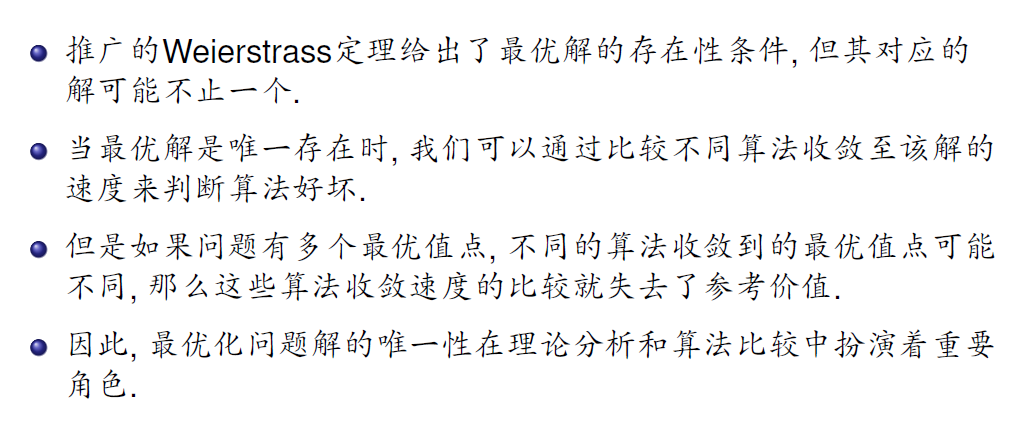 推广的Weierstrass定理给出了最优解的存在性条件, 但其对应的
解可能不止一个.
当最优解是唯一存在时, 我们可以通过比较不同算法收敛至该解的
速度来判断算法好坏.
但是如果问题有多个最优值点, 不同的算法收敛到的最优值点可能
不同, 那么这些算法收敛速度的比较就失去了参考价值.
因此, 最优化问题解的唯一性在理论分析和算法比较中扮演着重要
角色.